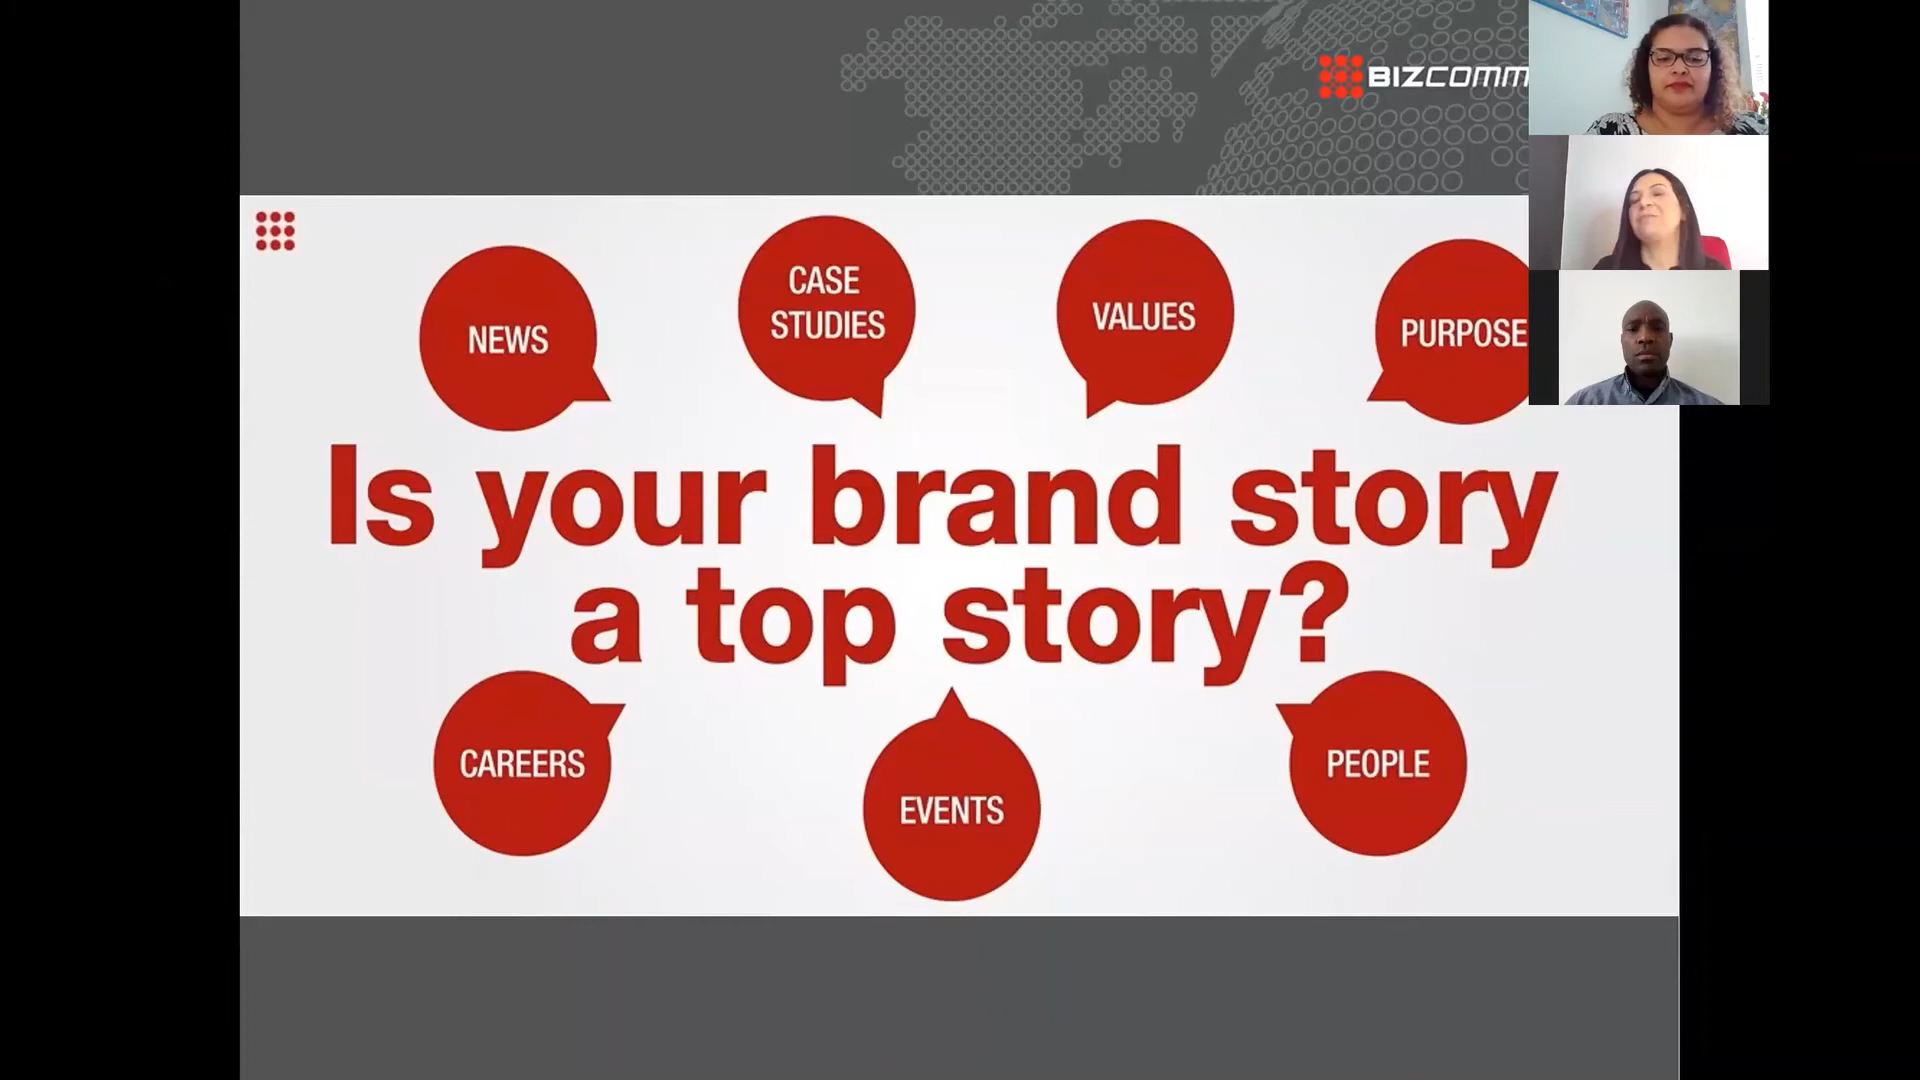 BIZCOMM
NEWS
CASE
STUDIES
VALUES
PURPOSE
Is your brand story
a top story?
CAREERS
EVENTS
PEOPLE